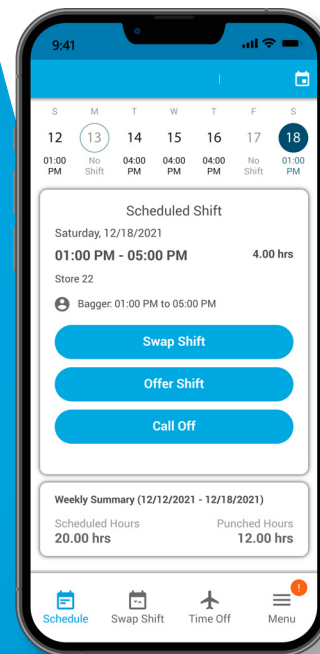 9:41
S M T W T F S
12 13 14 15 16 17 18
01:00 PM No Shift 04:00 PM 04:00 PM 04:00 PM No Shift 01:00 PM
Scheduled Shift
Saturday, 12/18/2021
01:00 PM - 05:00 PM 4.00 hrs
Store 22
Bagger: 01:00 PM to 05:00 PM
Swap Shift
Offer Shift
Call Off
Weekly Summary (12/12/2021 - 12/18/2021)
Scheduled Hours Punched Hours
20.00 hrs 12.00 hrs
!
Schedule Swap Shift Time Off Menu